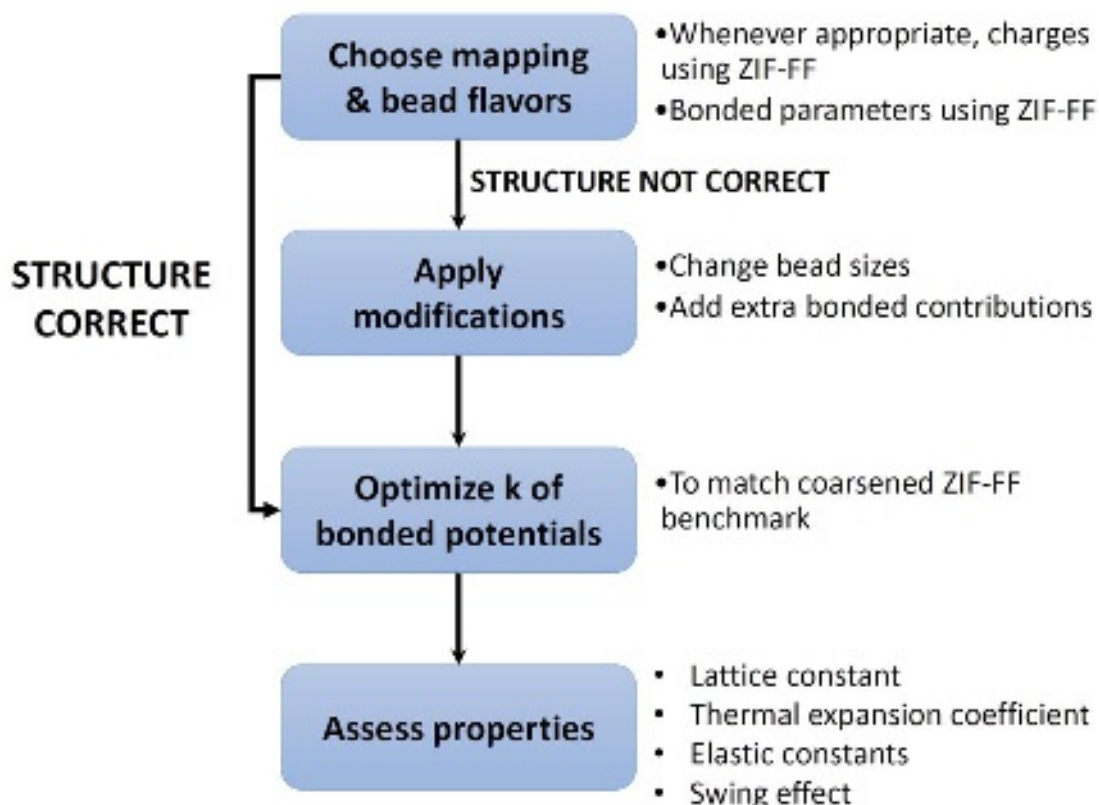 Choose mapping
& bead flavors
•Whenever appropriate, charges
using ZIF-FF
•Bonded parameters using ZIF-FF
STRUCTURE NOT CORRECT
STRUCTURE
CORRECT
Apply
modifications
•Change bead sizes
•Add extra bonded contributions
Optimize k of
bonded potentials
•To match coarsened ZIF-FF
benchmark
Assess properties
• Lattice constant
• Thermal expansion coefficient
• Elastic constants
• Swing effect